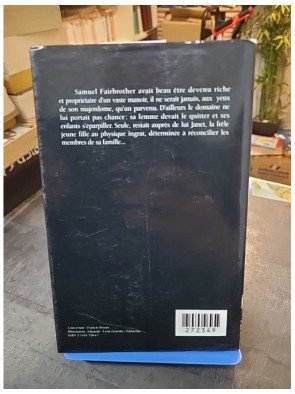 Samuel Fairbrother avait beau être devenu riche
et propriétaire d'un vaste manoir, il ne serait jamais, aux yeux
de son majordome, qu'un parvenu. D'ailleurs le domaine ne
lui portait pas chance : sa femme devait le quitter et ses
enfants s'éparpiller. Seule, restait auprès de lui Janet, la frêle
jeune fille au physique ingrat, déterminée à réconcilier les
membres de sa famille...
Couverture : Francis
Illustration :
272349